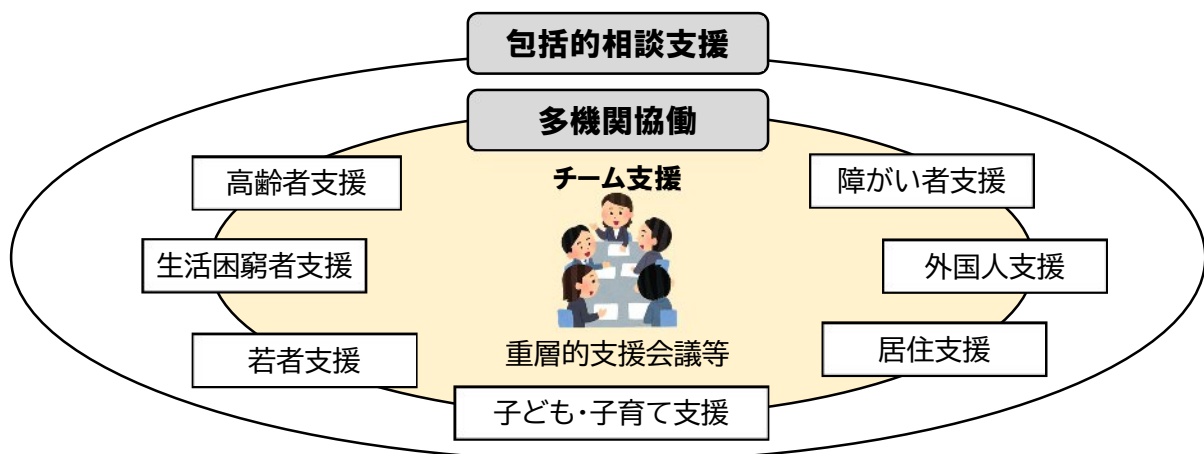 包括的相談支援
多機関協働
チーム支援
高齢者支援
障がい者支援
生活困窮者支援
外国人支援
若者支援
重層的支援会議等
居住支援
子ども・子育て支援